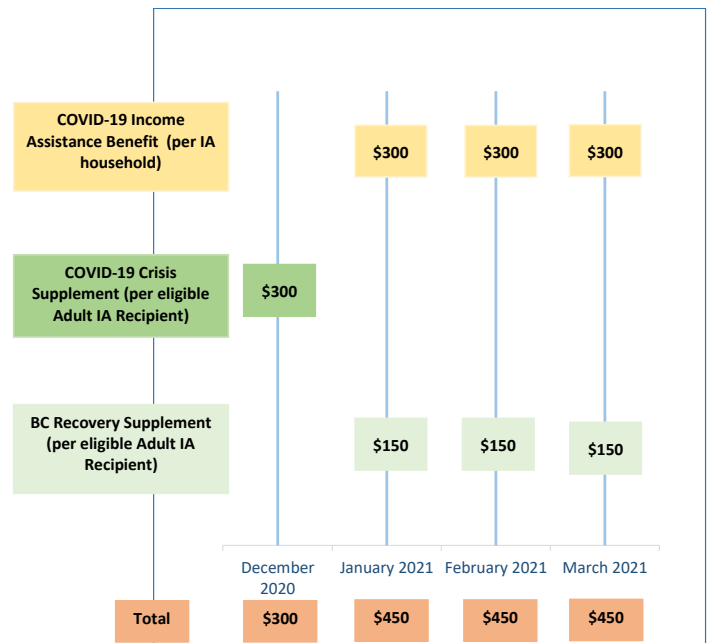 COVID-19 Income
Assistance Benefit (per IA
household)
$300
$300
$300
COVID-19 Crisis
Supplement (per eligible
Adult IA Recipient)
$300
BC Recovery Supplement
(per eligible Adult IA
Recipient)
$150
$150
$150
December
2020
January 2021
February 2021
March 2021
Total
$300
$450
$450
$450